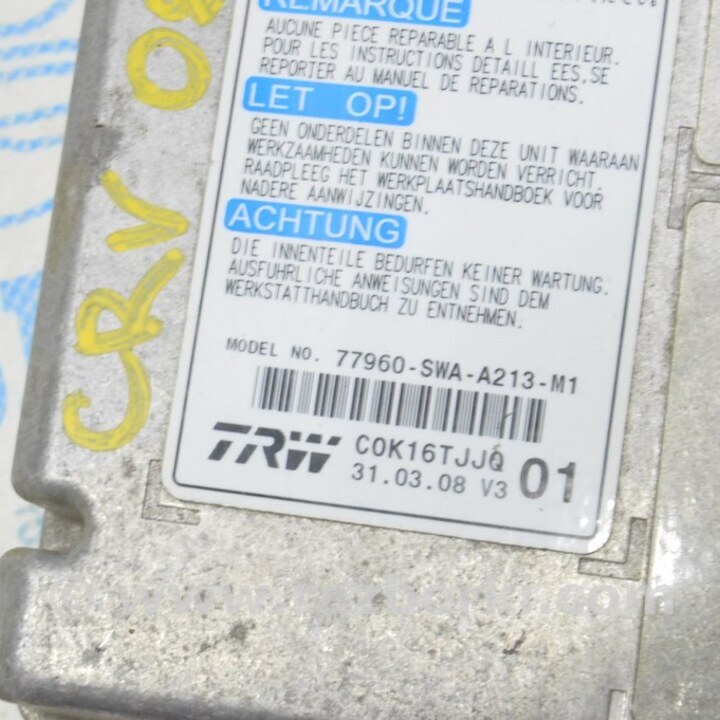 REMARQUE
AUCUNE PIECE REPARABLE A L INTERIEUR.
POUR LES INSTRUCTIONS DETAILL EES,SE
REPORTER AU MANUEL DE REPARATIONS.
LET OP!
GEEN ONDERDELEN BINNEN DEZE UNIT WAARAAN
WERKZAAMHEDEN KUNNEN WORDEN VERRICHT.
RAADPLEEG HET WERKPLAATSHANDBOEK VOOR
NADERE AANWIJZINGEN.
ACHTUNG
DIE INNENTEILE BEDURFEN KEINER WARTUNG.
AUSFUHRLICHE ANWEISUNGEN SIND DEM
WERKSTATTHANDBUCH ZU ENTNEHMEN.
MODEL NO. 77960-SWA-A213-M1
TRW C0K16TJJQ 01
31.03.08 V3
CRV 08